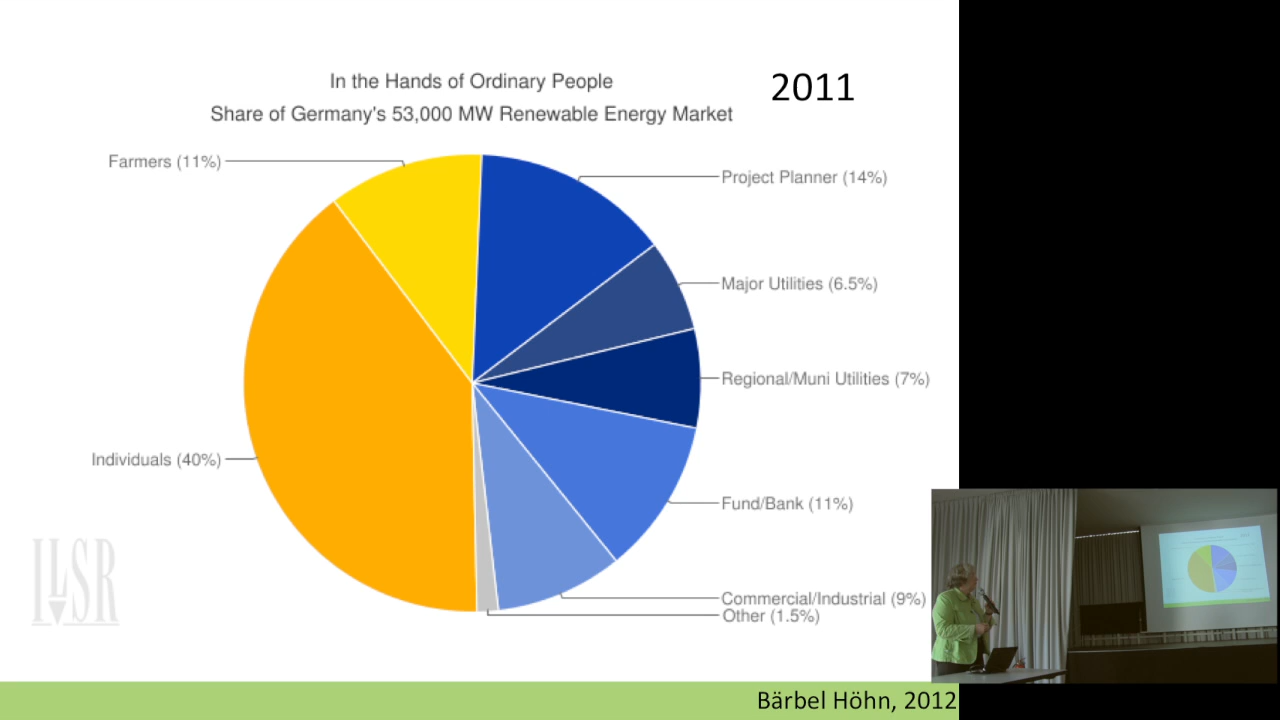 In the Hands of Ordinary People
Share of Germany's 53,000 MW Renewable Energy Market
2011
Farmers (11%)
Project Planner (14%)
Major Utilities (6.5%)
Regional/Muni Utilities (7%)
Individuals (40%)
Fund/Bank (11%)
Commercial/Industrial (9%)
Other (1.5%)
ILSR
Bärbel Höhn, 2012